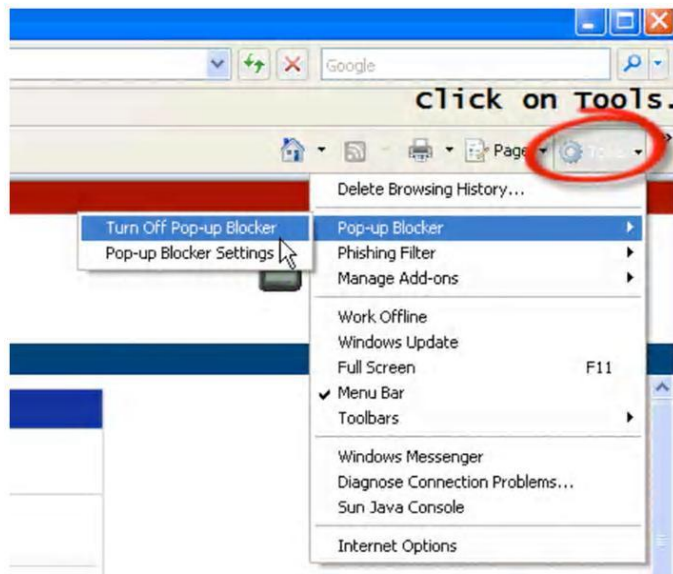 Google
Click on Tools.
Page
Tools
Delete Browsing History...
Turn Off Pop-up Blocker
Pop-up Blocker
Pop-up Blocker Settings
Phishing Filter
Manage Add-ons
Work Offline
Windows Update
Full Screen F11
Menu Bar
Toolbars
Windows Messenger
Diagnose Connection Problems...
Sun Java Console
Internet Options